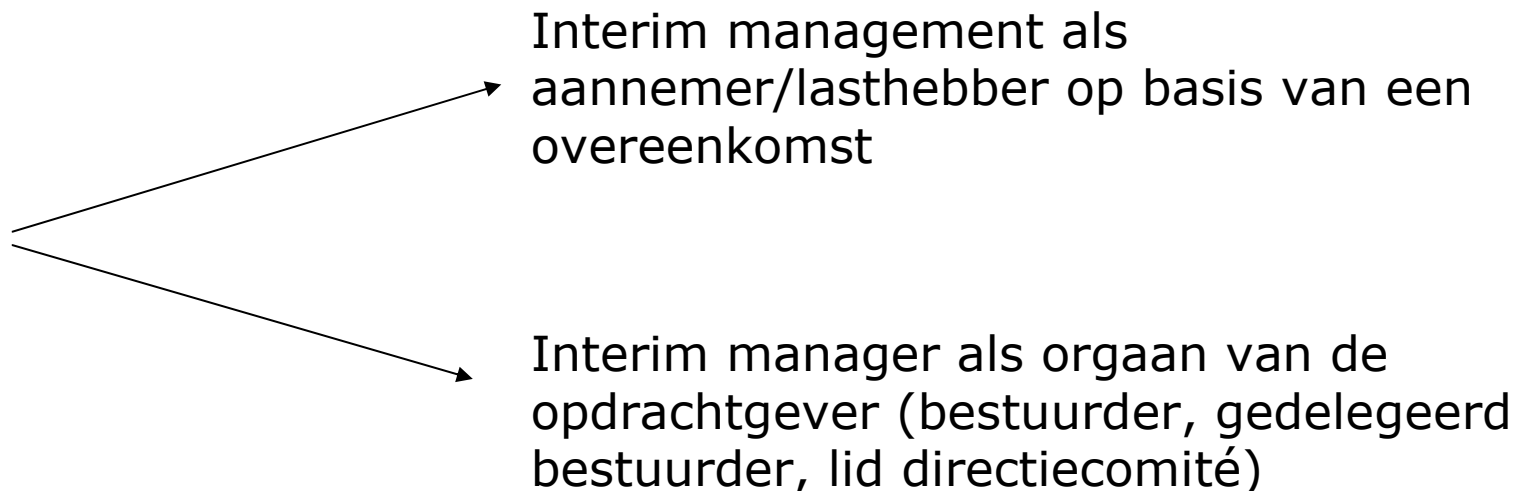 Interim management als
aannemer/lasthebber op basis van een
overeenkomst
Interim manager als orgaan van de
opdrachtgever (bestuurder, gedelegeerd
bestuurder, lid directiecomité)